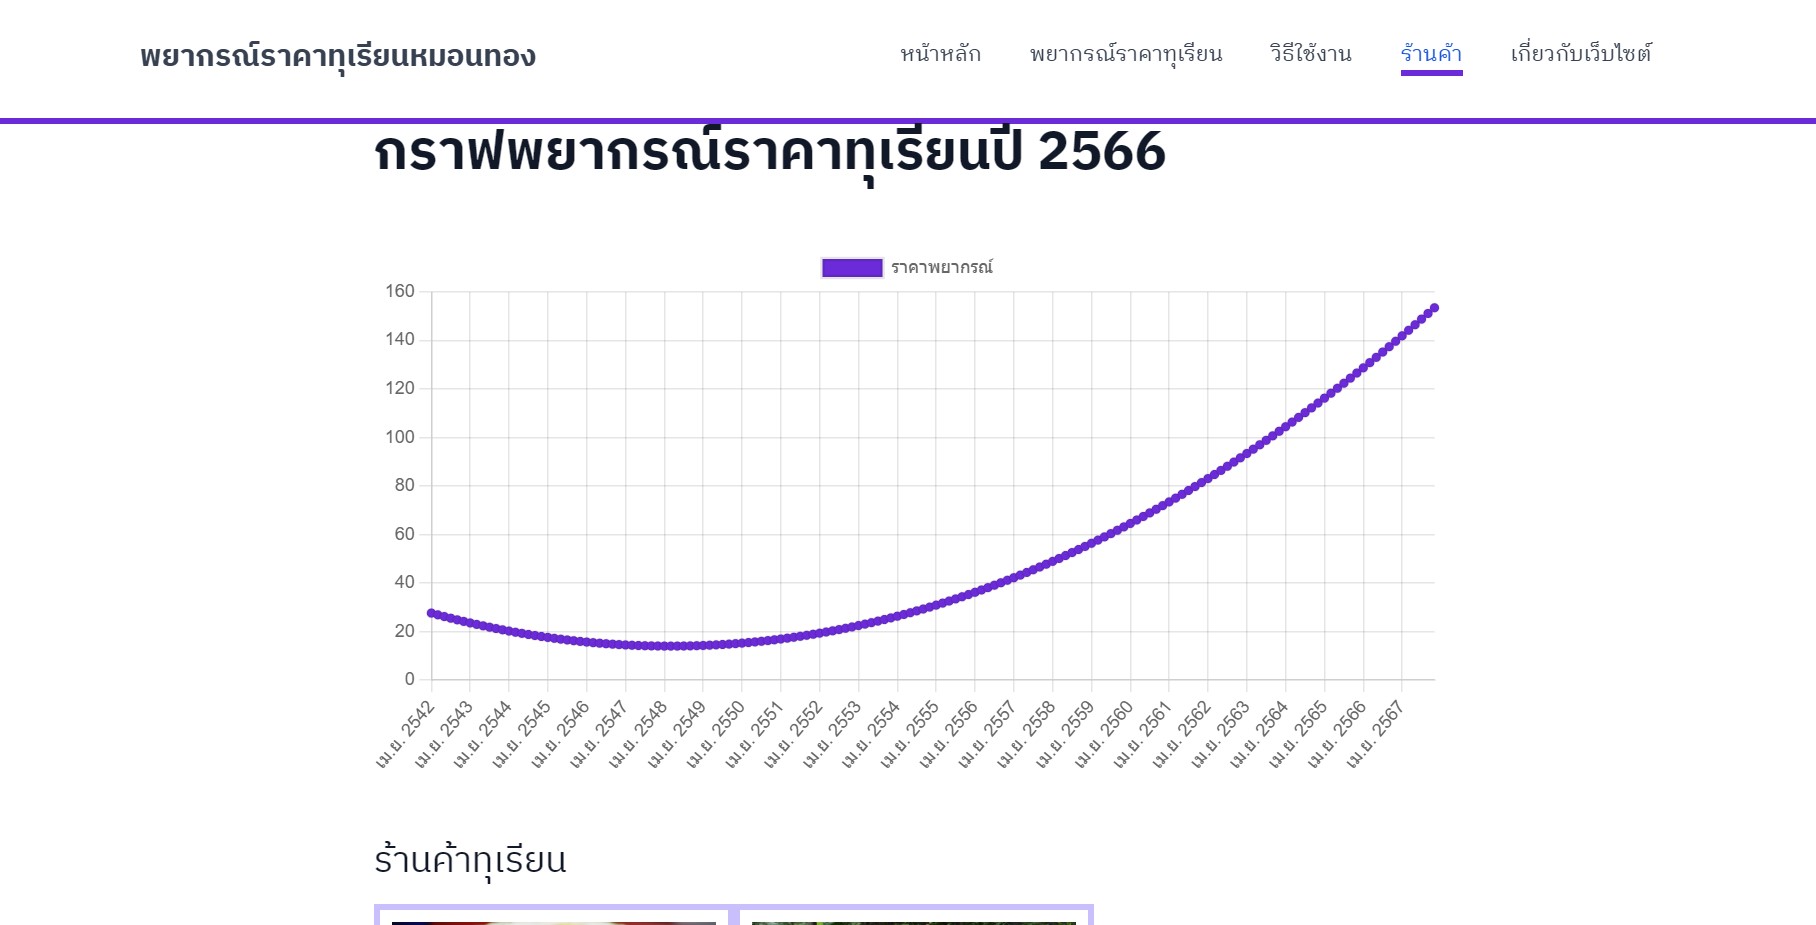 พยากรณ์ราคาทุเรียนหมอนทอง
หน้าหลัก พยากรณ์ราคาทุเรียน วิธีใช้งาน ร้านค้า เกี่ยวกับเว็บไซต์
กราฟพยากรณ์ราคาทุเรียนปี 2566
ราคาพยากรณ์
160
140
120
100
80
60
40
20
0
เม.ย. 2542
เม.ย. 2543
เม.ย. 2544
เม.ย. 2545
เม.ย. 2546
เม.ย. 2547
เม.ย. 2548
เม.ย. 2549
เม.ย. 2550
เม.ย. 2551
เม.ย. 2552
เม.ย. 2553
เม.ย. 2554
เม.ย. 2555
เม.ย. 2556
เม.ย. 2557
เม.ย. 2558
เม.ย. 2559
เม.ย. 2560
เม.ย. 2561
เม.ย. 2562
เม.ย. 2563
เม.ย. 2564
เม.ย. 2565
เม.ย. 2566
เม.ย. 2567
ร้านค้าทุเรียน